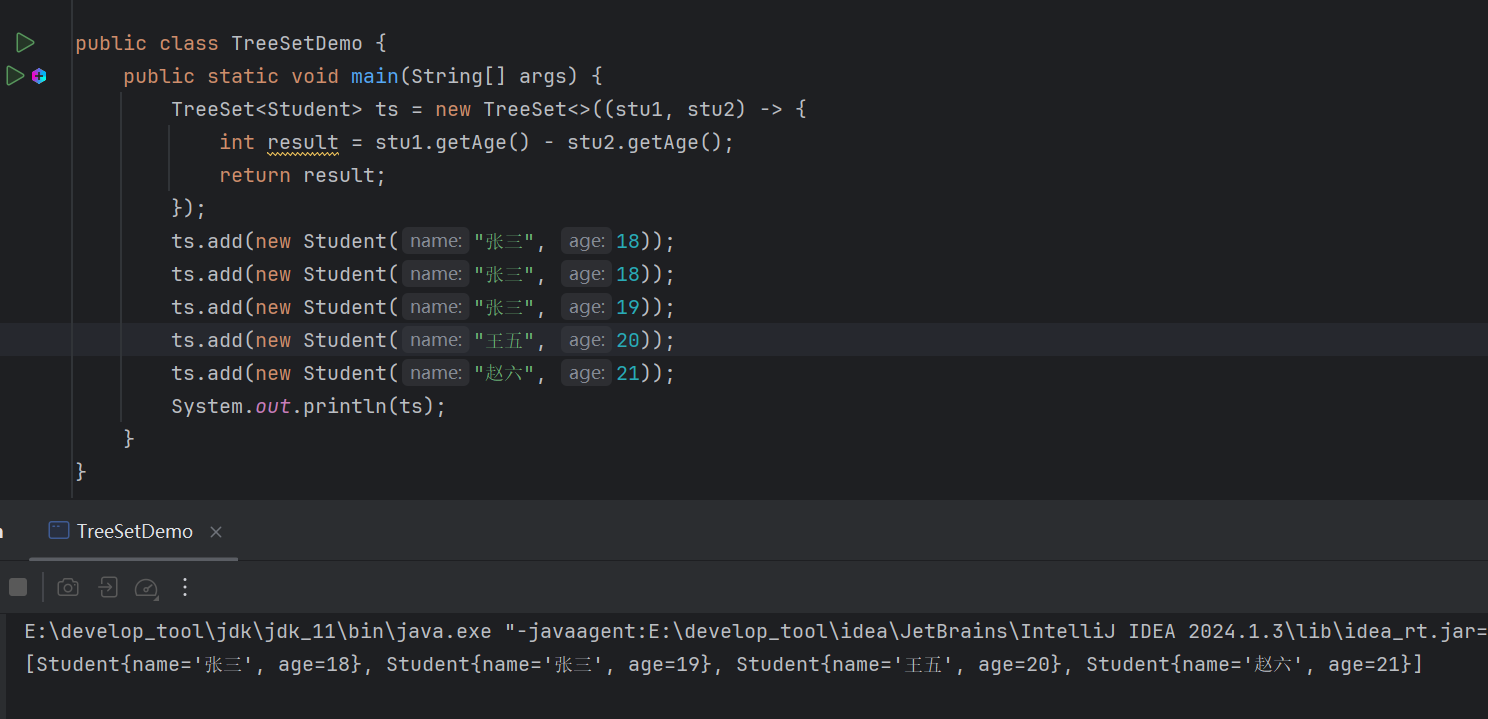 public class TreeSetDemo {
public static void main(String[] args) {
TreeSet<Student> ts = new TreeSet<>((stu1, stu2) -> {
int result = stu1.getAge() - stu2.getAge();
return result;
});
ts.add(new Student( name: "张三", age: 18));
ts.add(new Student( name: "张三", age: 18));
ts.add(new Student( name: "张三", age: 19));
ts.add(new Student( name: "王五", age: 20));
ts.add(new Student( name: "赵六", age: 21));
System.out.println(ts);
}
}
TreeSetDemo ×
E:\develop_tool\jdk\jdk_11\bin\java.exe "-javaagent:E:\develop_tool\idea\JetBrains\IntelliJ IDEA 2024.1.3\lib\idea_rt.jar=
[Student{name='张三', age=18}, Student{name='张三', age=19}, Student{name='王五', age=20}, Student{name='赵六', age=21}]